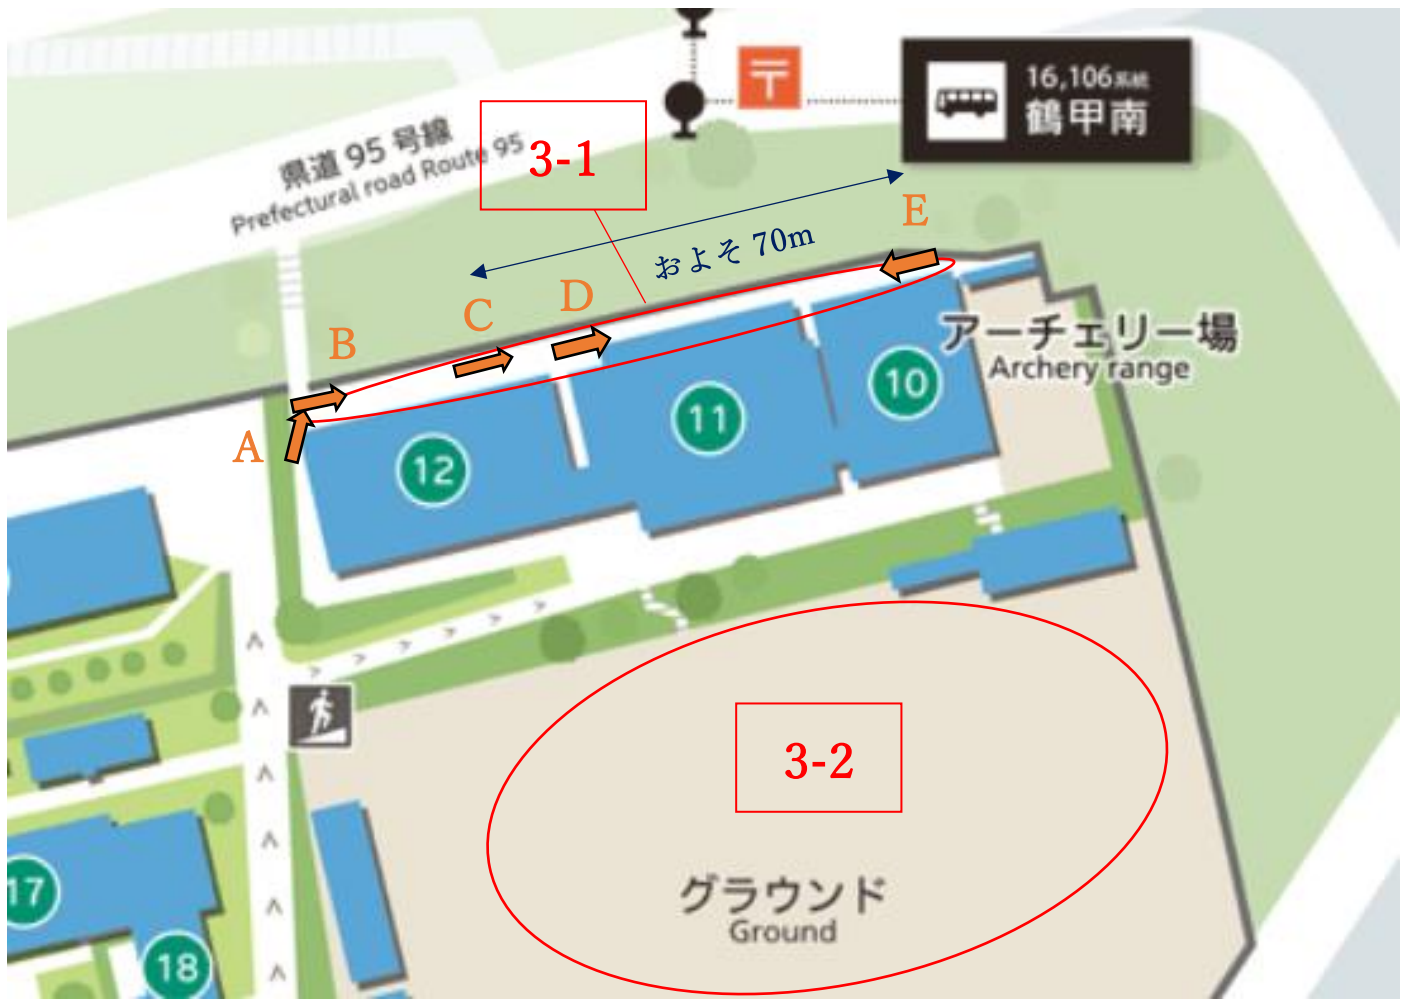 16,106系統
鶴甲南
県道 95 号線
Prefectural road Route 95
3-1
およそ 70m
E
D
C
B
A
アーチェリー場
Archery range
10
11
12
3-2
グラウンド
Ground
17
18